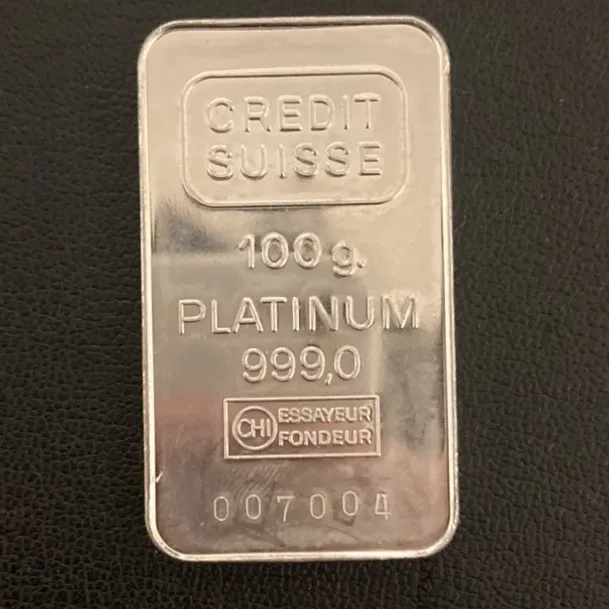 CREDIT
SUISSE
100 g.
PLATINUM
999,0
CHI ESSAYEUR
FONDEUR
007004